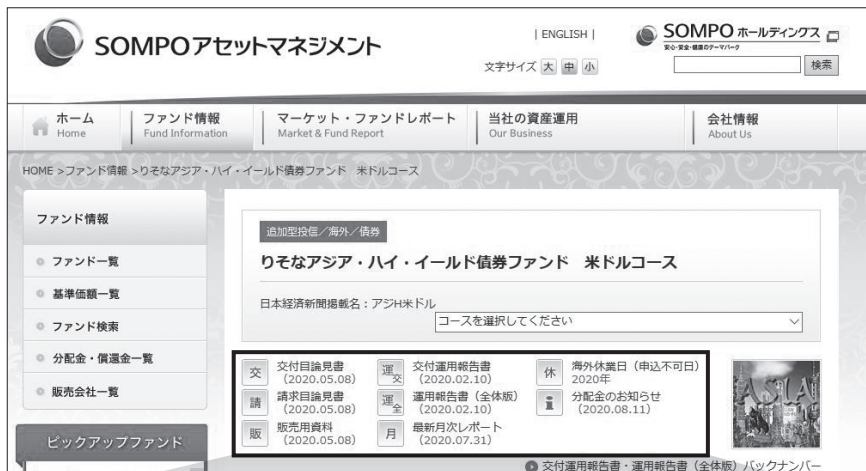 SOMPOアセットマネジメント
| ENGLISH |
SOMPO ホールディングス
安心・安全・健康のテーマパーク
文字サイズ 大 中 小
検索
ホーム
Home
ファンド情報
Fund Information
マーケット・ファンドレポート
Market & Fund Report
当社の資産運用
Our Business
会社情報
About Us
HOME >ファンド情報 >りそなアジア・ハイ・イールド債券ファンド 米ドルコース
ファンド情報
ファンド一覧
基準価額一覧
ファンド検索
分配金・償還金一覧
販売会社一覧
ピックアップファンド
追加型投信/海外/債券
りそなアジア・ハイ・イールド債券ファンド 米ドルコース
日本経済新聞掲載名:アジH米ドル
コースを選択してください
交 交付目論見書
(2020.05.08)
運交 交付運用報告書
(2020.02.10)
休 海外休業日(申込不可日)
2020年
請 請求目論見書
(2020.05.08)
運全 運用報告書(全体版)
(2020.02.10)
i 分配金のお知らせ
(2020.08.11)
販 販売用資料
(2020.05.08)
月 最新月次レポート
(2020.07.31)
ASIA
交付運用報告書・運用報告書(全体版)バックナンバー